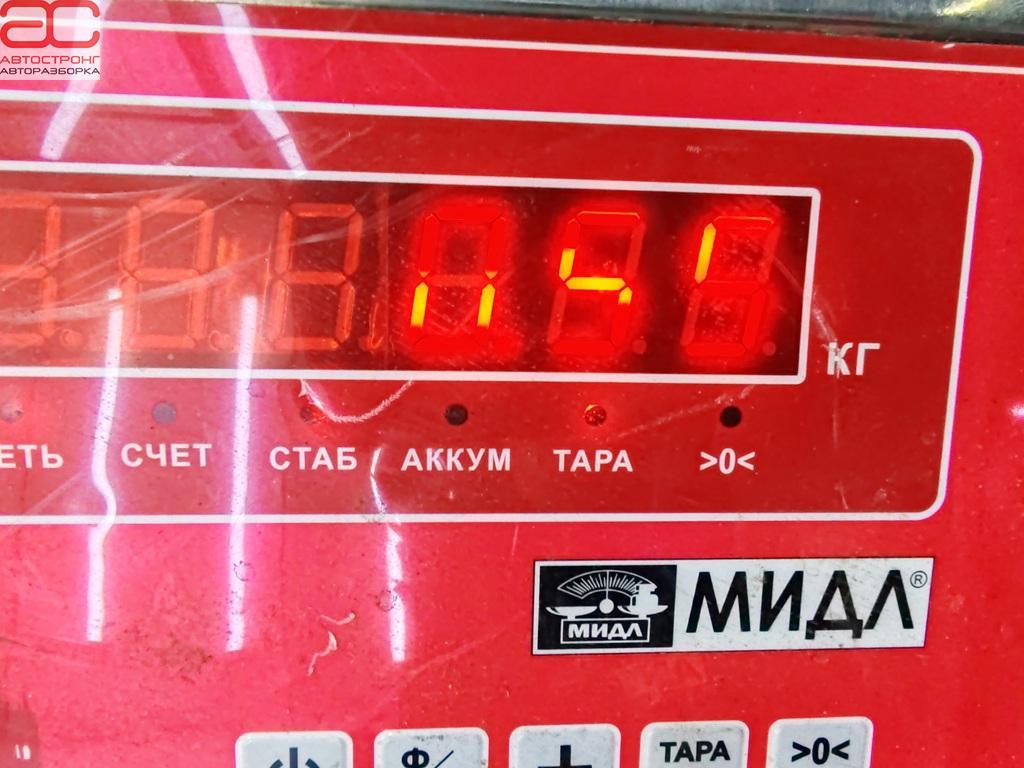 ас
АВТОСТРОНГ
АВТОРАЗБОРКА
КГ
ЕТЬ СЧЕТ СТАБ АККУМ ТАРА >0<
МИДЛ МИДЛ®
Ф/ + ТАРА >0<